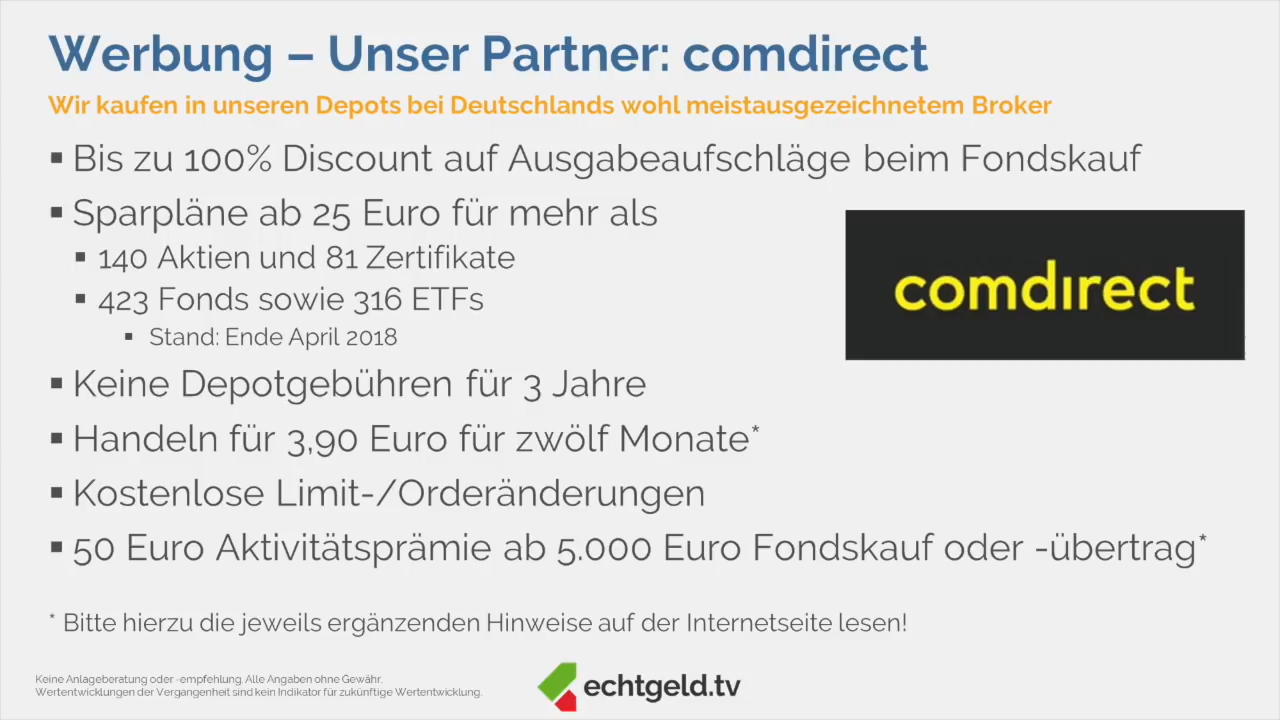 Werbung – Unser Partner: comdirect
Wir kaufen in unseren Depots bei Deutschlands wohl meistausgezeichnetem Broker
▪ Bis zu 100% Discount auf Ausgabeaufschläge beim Fondskauf
▪ Sparpläne ab 25 Euro für mehr als
▪ 140 Aktien und 81 Zertifikate
▪ 423 Fonds sowie 316 ETFs
▪ Stand: Ende April 2018
comdirect
▪ Keine Depotgebühren für 3 Jahre
▪ Handeln für 3,90 Euro für zwölf Monate*
▪ Kostenlose Limit-/Orderänderungen
▪ 50 Euro Aktivitätsprämie ab 5.000 Euro Fondskauf oder -übertrag*
* Bitte hierzu die jeweils ergänzenden Hinweise auf der Internetseite lesen!
Keine Anlageberatung oder -empfehlung. Alle Angaben ohne Gewähr.
Wertentwicklungen der Vergangenheit sind kein Indikator für zukünftige Wertentwicklung.
echtgeld.tv